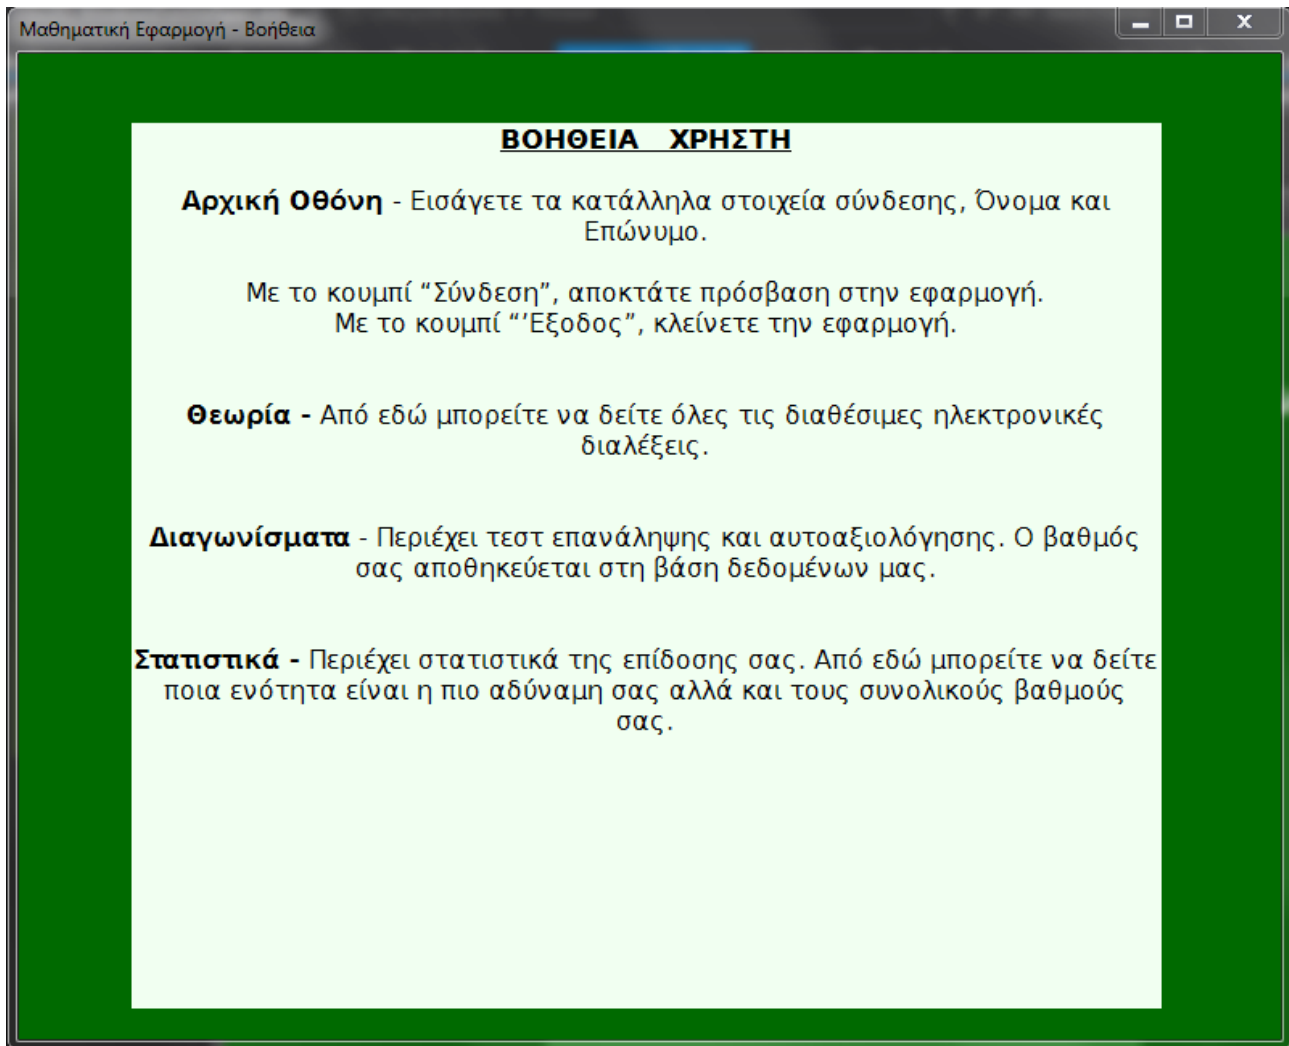 Μαθηματική Εφαρμογή - Βοήθεια
ΒΟΗΘΕΙΑ ΧΡΗΣΤΗ
Αρχική Οθόνη - Εισάγετε τα κατάλληλα στοιχεία σύνδεσης, Όνομα και
Επώνυμο.
Με το κουμπί “Σύνδεση”, αποκτάτε πρόσβαση στην εφαρμογή.
Με το κουμπί “’Εξοδος”, κλείνετε την εφαρμογή.
Θεωρία - Από εδώ μπορείτε να δείτε όλες τις διαθέσιμες ηλεκτρονικές
διαλέξεις.
Διαγωνίσματα - Περιέχει τεστ επανάληψης και αυτοαξιολόγησης. Ο βαθμός
σας αποθηκεύεται στη βάση δεδομένων μας.
Στατιστικά - Περιέχει στατιστικά της επίδοσης σας. Από εδώ μπορείτε να δείτε
ποια ενότητα είναι η πιο αδύναμη σας αλλά και τους συνολικούς βαθμούς
σας.